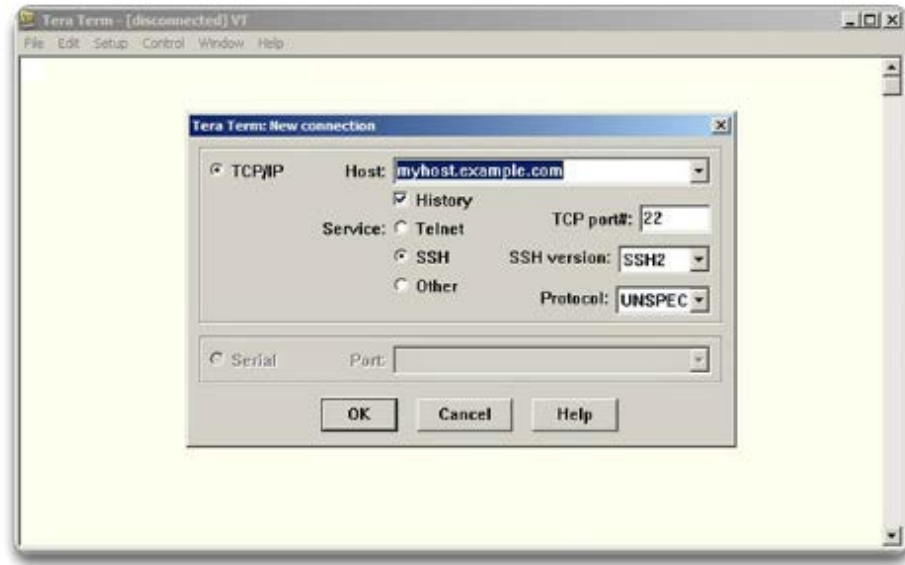 Tera Term - [disconnected] VT
File Edit Setup Control Window Help
Tera Term: New connection
TCP/IP Host: myhost.example.com
History
Service: Telnet TCP port#: 22
SSH SSH version: SSH2
Other Protocol: UNSPEC
Serial Port:
OK Cancel Help